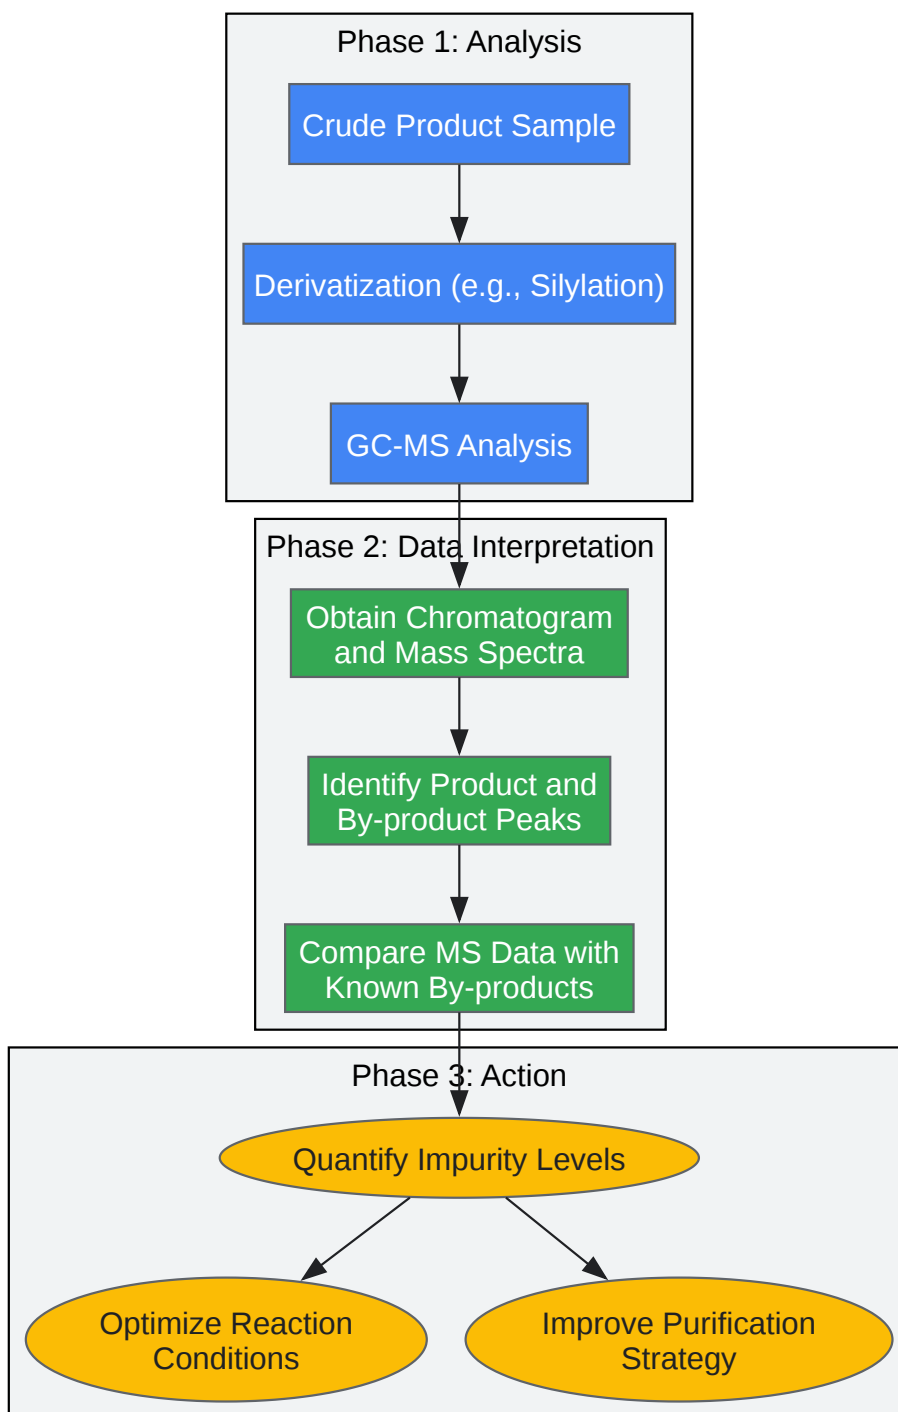 Phase 1: Analysis
Crude Product Sample
Derivatization (e.g., Silylation)
GC-MS Analysis
Phase 2: Data Interpretation
Obtain Chromatogram
and Mass Spectra
Identify Product and
By-product Peaks
Compare MS Data with
Known By-products
Phase 3: Action
Quantify Impurity Levels
Optimize Reaction
Conditions
Improve Purification
Strategy